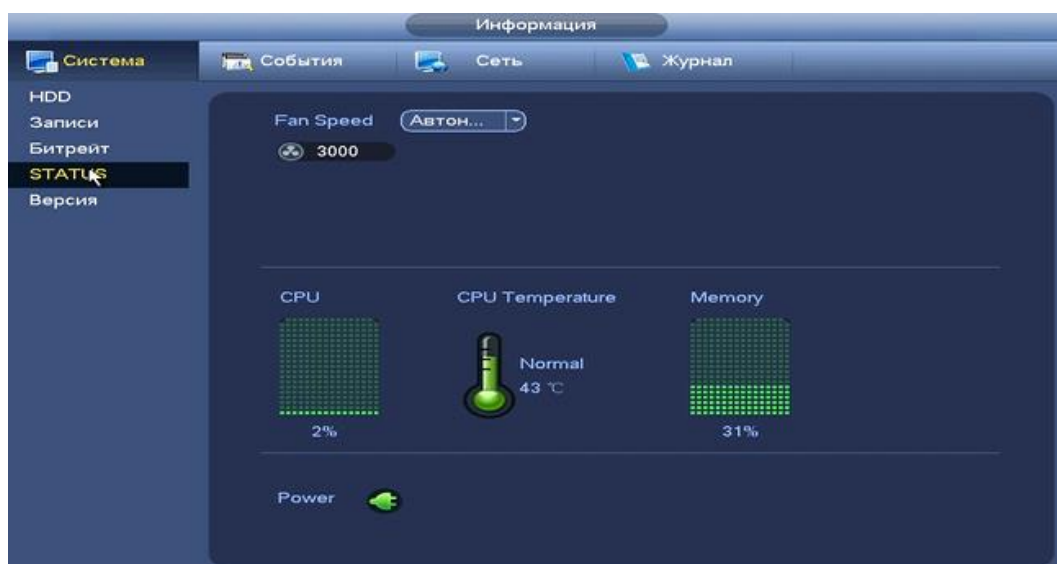 Информация
Система События Сеть Журнал
HDD
Записи
Битрейт
STATUS
Версия
Fan Speed Автон...
3000
CPU CPU Temperature Memory
Normal
43 °C
2% 31%
Power